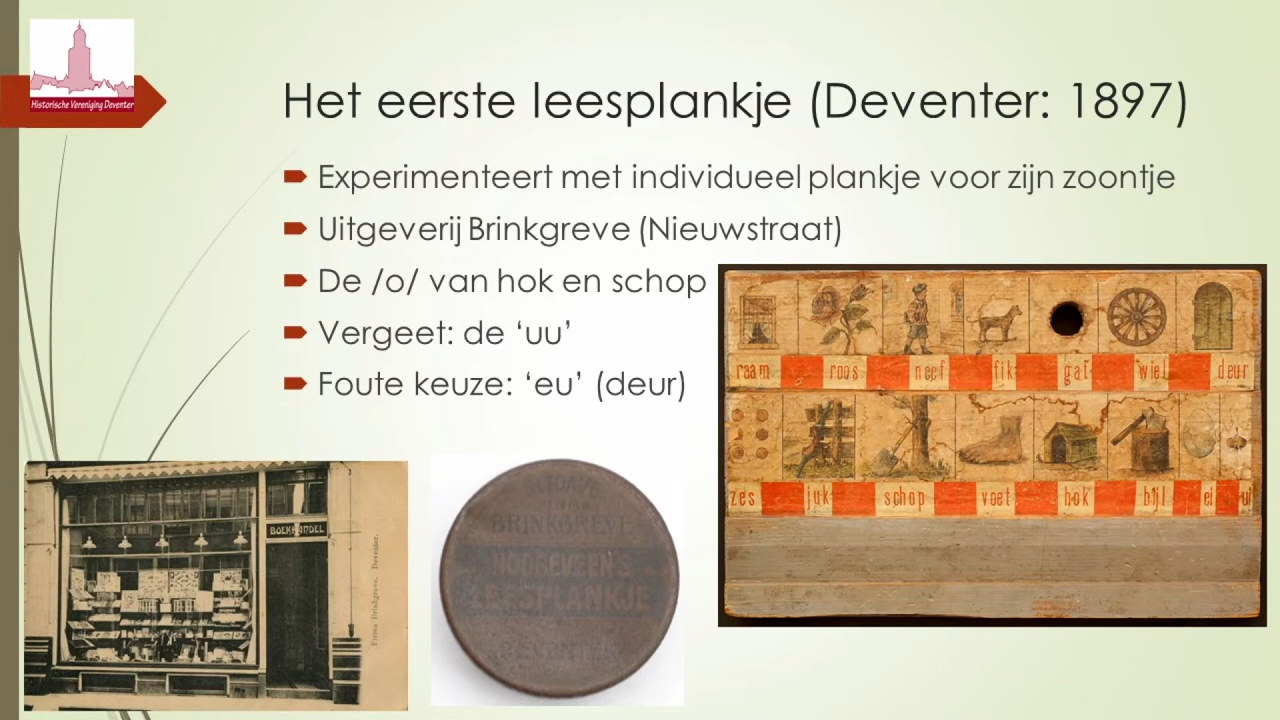 Historische Vereniging Deventer
Het eerste leesplankje (Deventer: 1897)
Experimenteert met individueel plankje voor zijn zoontje
Uitgeverij Brinkgreve (Nieuwstraat)
De /o/ van hok en schop
Vergeet: de ‘uu’
Foute keuze: ‘eu’ (deur)
raam roos neef fik gat wiel deur
zes juk schop voet hok bijl ei ui
BOEKHANDEL
Firma Brinkgreve, Deventer.
BRINKGREVE
HOOGEVEEN'S
LEESPLANKJE
DEVENTER